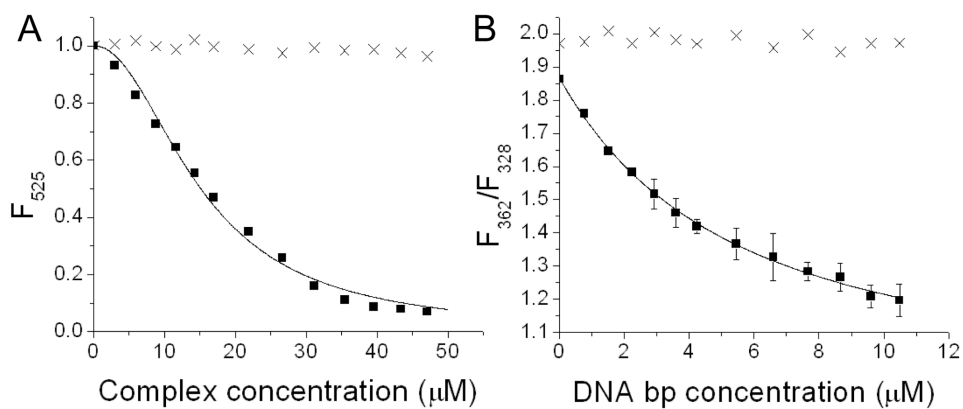 A
F525
1.0
0.8
0.6
0.4
0.2
0.0
0 10 20 30 40 50
Complex concentration (μM)
B
F362/F328
2.0
1.9
1.8
1.7
1.6
1.5
1.4
1.3
1.2
1.1
0 2 4 6 8 10 12
DNA bp concentration (μM)